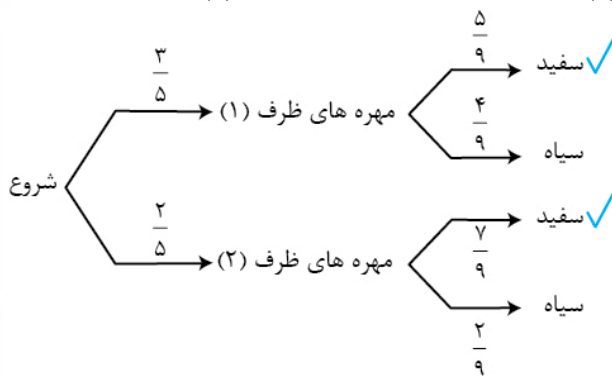 ۵/۹
سفید ✓
۳/۵
مهره های ظرف (۱)
۴/۹
سیاه
شروع
۲/۵
سفید ✓
مهره های ظرف (۲)
۷/۹
سیاه
۲/۹